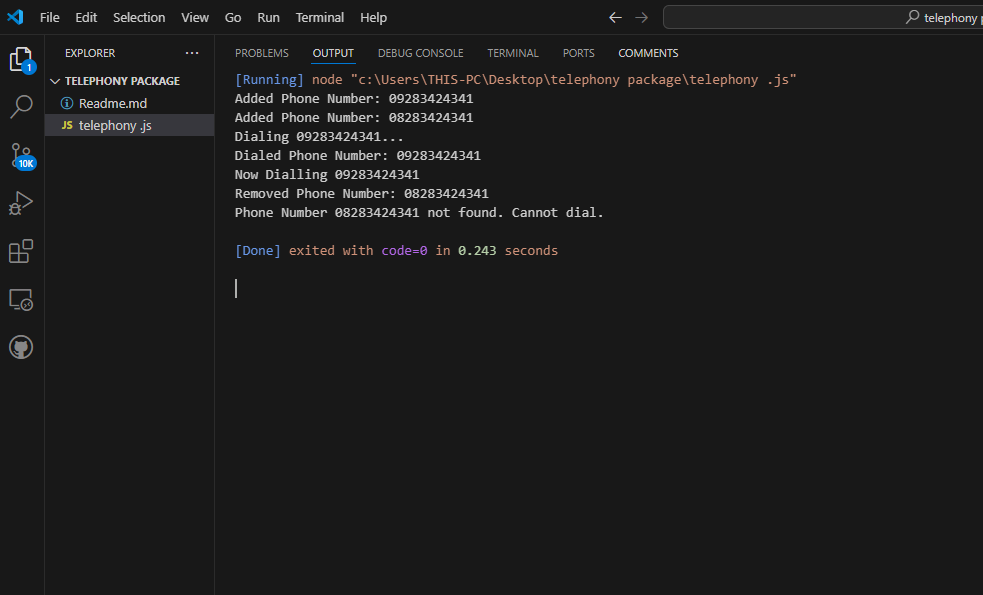 File Edit Selection View Go Run Terminal Help
telephony p
EXPLORER ...
TELEPHONY PACKAGE
Readme.md
JS telephony .js
1
10K
PROBLEMS OUTPUT DEBUG CONSOLE TERMINAL PORTS COMMENTS
[Running] node "c:\Users\THIS-PC\Desktop\telephony package\telephony .js"
Added Phone Number: 09283424341
Added Phone Number: 08283424341
Dialing 09283424341...
Dialed Phone Number: 09283424341
Now Dialling 09283424341
Removed Phone Number: 08283424341
Phone Number 08283424341 not found. Cannot dial.
[Done] exited with code=0 in 0.243 seconds